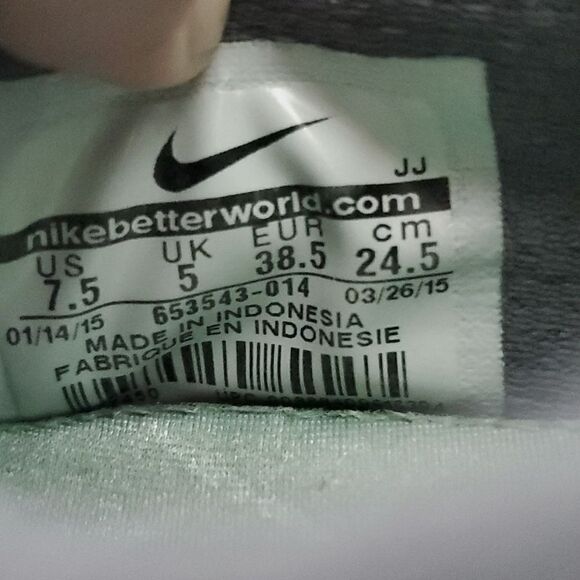 JJ
nikebetterworld.com
US UK EUR cm
7.5 5 38.5 24.5
01/14/15 653543-014 03/26/15
MADE IN INDONESIA
FABRIQUE EN INDONESIE